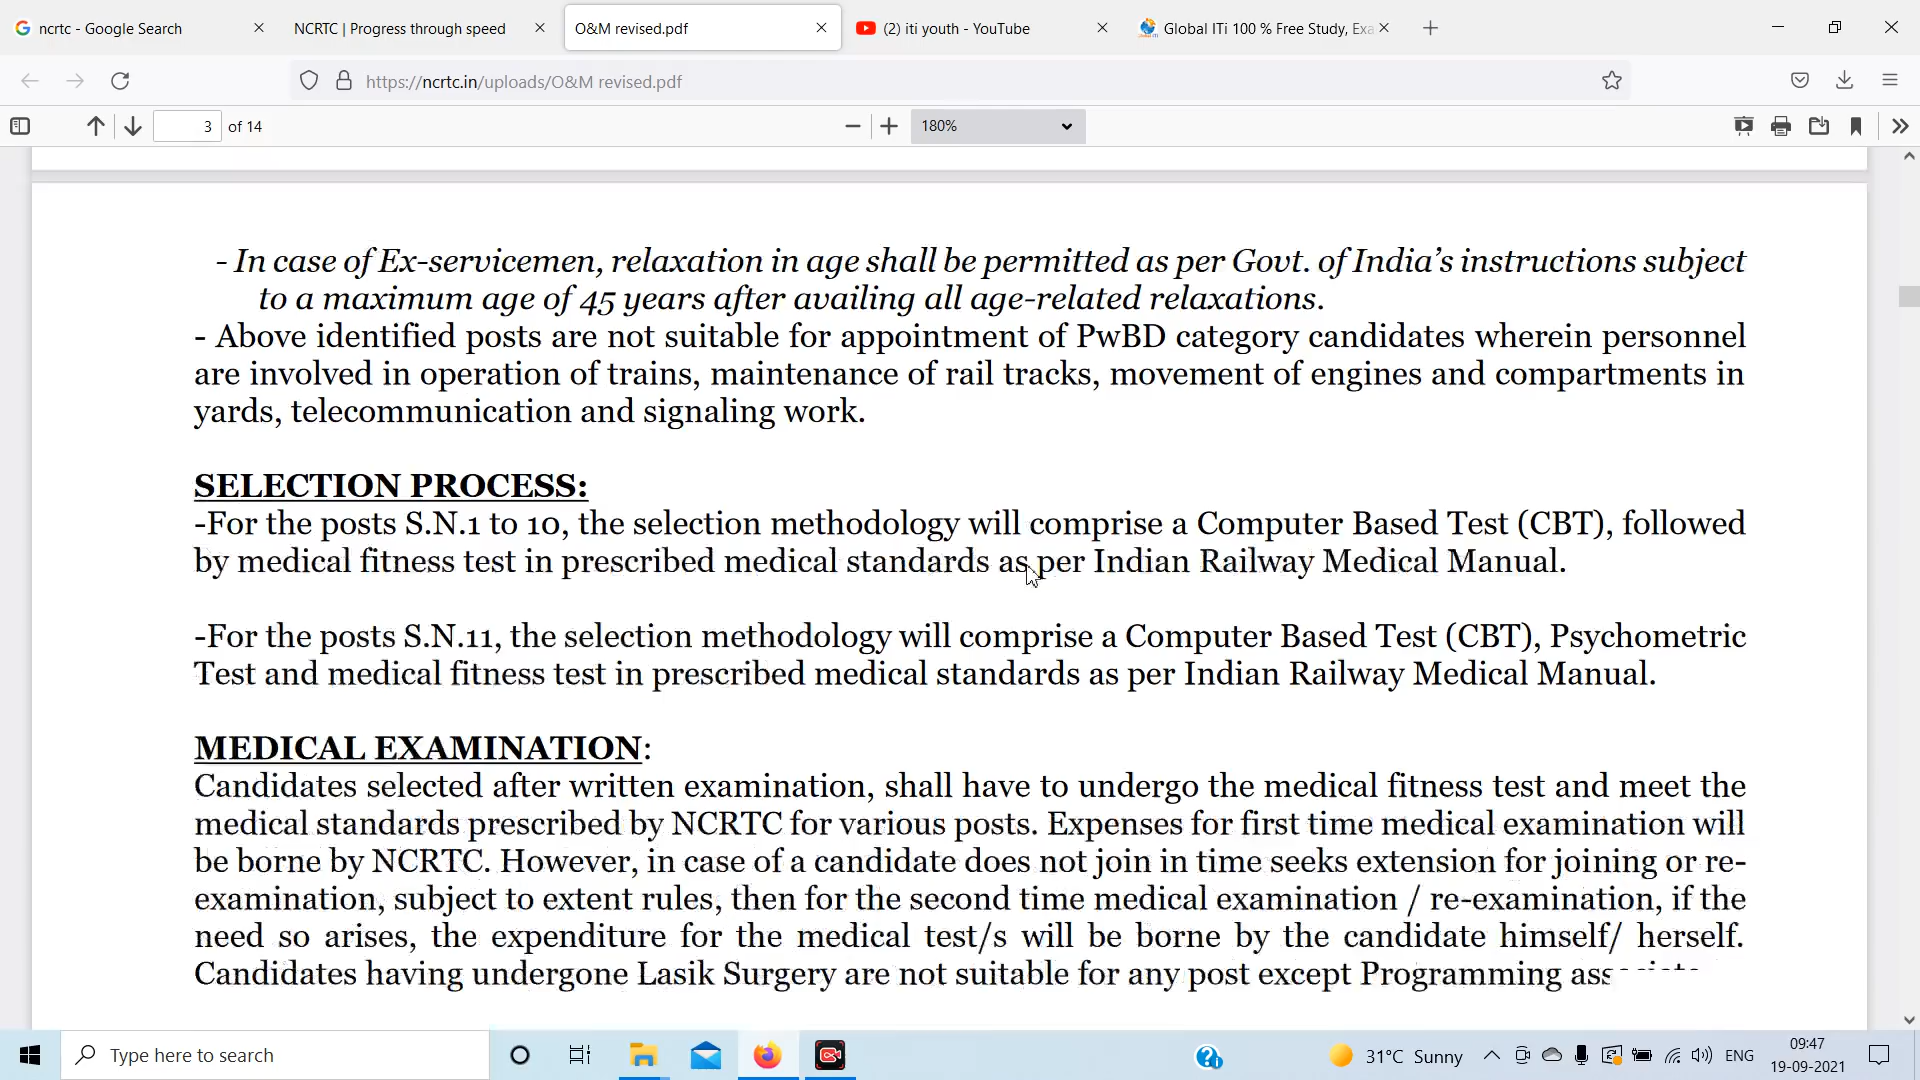 ncrtc - Google Search
NCRTC | Progress through speed
O&M revised.pdf
(2) iti youth - YouTube
Global ITi 100 % Free Study, Exa
https://ncrtc.in/uploads/O&M revised.pdf
3 of 14
180%
- In case of Ex-servicemen, relaxation in age shall be permitted as per Govt. of India's instructions subject
to a maximum age of 45 years after availing all age-related relaxations.
- Above identified posts are not suitable for appointment of PwBD category candidates wherein personnel
are involved in operation of trains, maintenance of rail tracks, movement of engines and compartments in
yards, telecommunication and signaling work.
SELECTION PROCESS:
-For the posts S.N.1 to 10, the selection methodology will comprise a Computer Based Test (CBT), followed
by medical fitness test in prescribed medical standards as per Indian Railway Medical Manual.
-For the posts S.N.11, the selection methodology will comprise a Computer Based Test (CBT), Psychometric
Test and medical fitness test in prescribed medical standards as per Indian Railway Medical Manual.
MEDICAL EXAMINATION:
Candidates selected after written examination, shall have to undergo the medical fitness test and meet the
medical standards prescribed by NCRTC for various posts. Expenses for first time medical examination will
be borne by NCRTC. However, in case of a candidate does not join in time seeks extension for joining or re-
examination, subject to extent rules, then for the second time medical examination / re-examination, if the
need so arises, the expenditure for the medical test/s will be borne by the candidate himself/ herself.
Candidates having undergone Lasik Surgery are not suitable for any post except Programming
Type here to search
31°C Sunny
ENG
09:47
19-09-2021